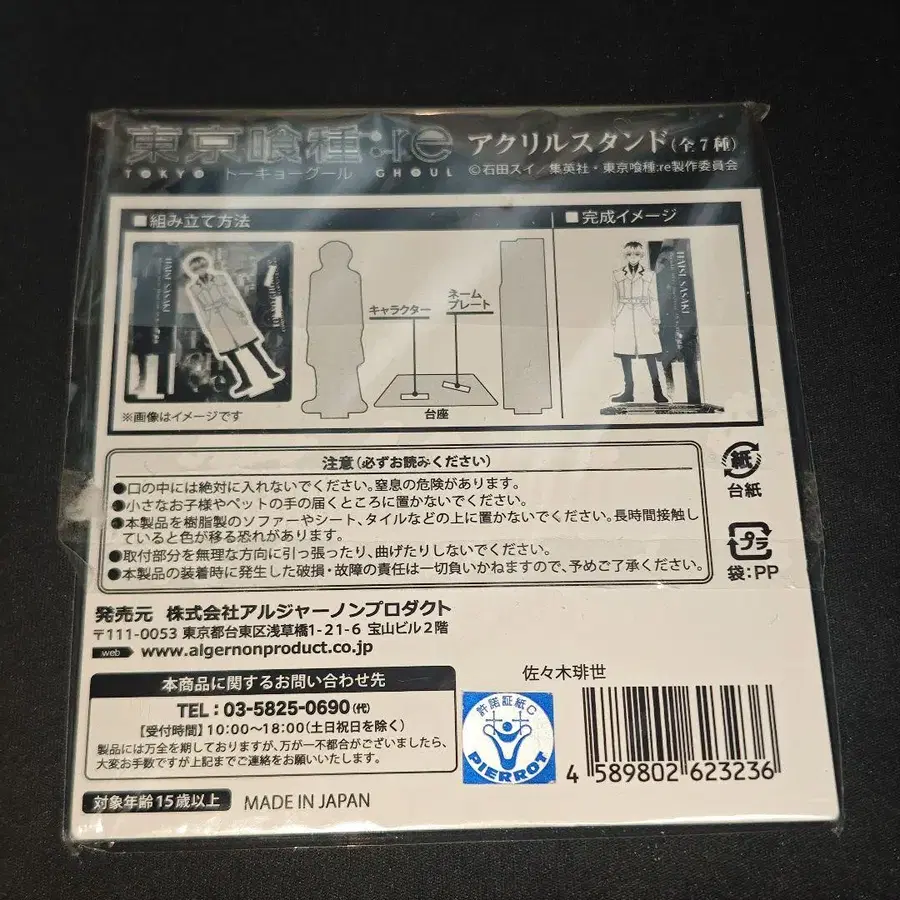 東京喰種:re アクリルスタンド(全7種)
TOKYO トーキョーグール GHOUL ©石田スイ/集英社・東京喰種:re製作委員会
■組み立て方法
■完成イメージ
HAISE SASAKI
HAISE SASAKI
キャラクター
ネーム
プレート
台座
※画像はイメージです
注意(必ずお読みください)
●口の中には絶対に入れないでください。窒息の危険があります。
●小さなお子様やペットの手の届くところに置かないでください。
●本製品を樹脂製のソファーやシート、タイルなどの上に置かないでください。長時間接触し
ていると色が移る恐れがあります。
●取付部分を無理な方向に引っ張ったり、曲げたりしないでください。
●本製品の装着時に発生した破損・故障の責任は一切負いかねますので、予めご了承ください。
紙
台紙
プラ
袋:PP
発売元 株式会社アルジャーノンプロダクト
〒111-0053 東京都台東区浅草橋1-21-6 宝山ビル2階
web www.algernonproduct.co.jp
本商品に関するお問い合わせ先
TEL:03-5825-0690(代)
【受付時間】10:00〜18:00(土日祝日を除く)
製品には万全を期しておりますが、万が一不都合がございましたら、
大変お手数ですが上記までご連絡をお願いいたします。
対象年齢15歳以上 MADE IN JAPAN
佐々木琲世
許諾証紙C
PIERROT
4 589802 623236